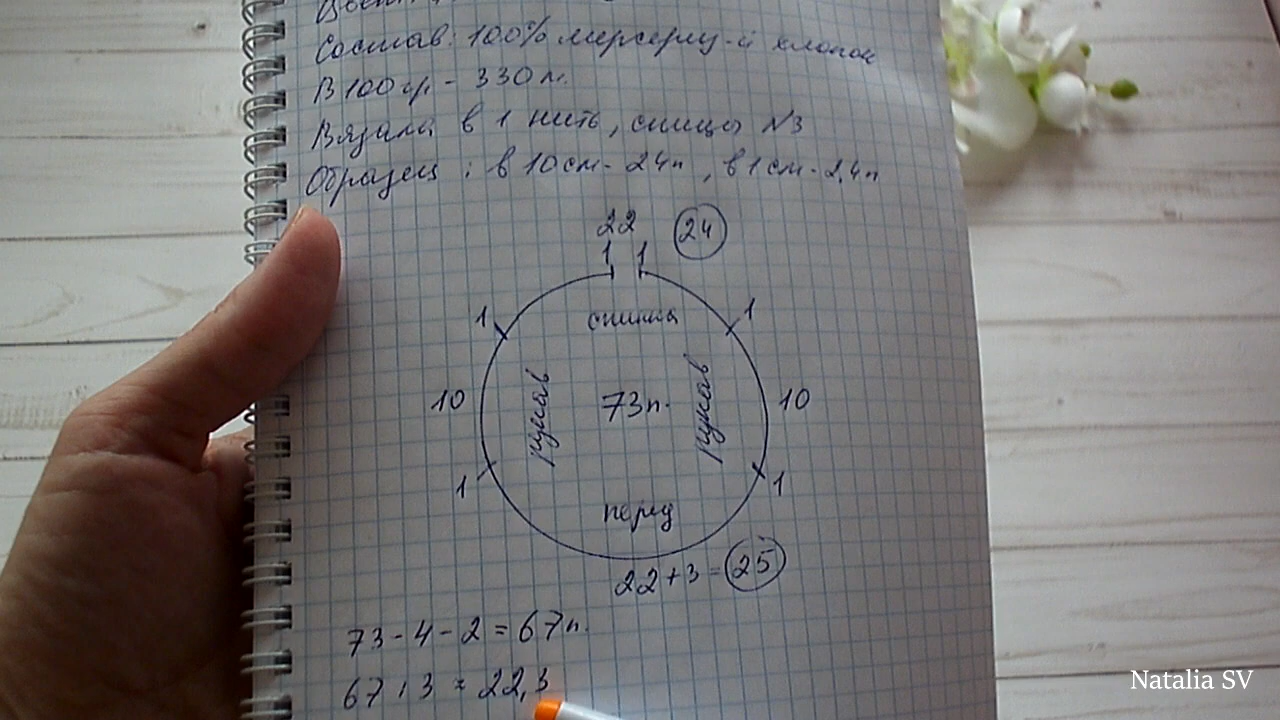 Состав: 100% мерсериз-й хлопок
В 100 гр - 330 м.
Вязала в 1 нить, спицы №3
Образец: в 10 см - 24 п, в 1 см - 2,4 п
22 24
1 1
1 спинка 1
10 рукав 73 п. рукав 10
1 1
перед
22+3=25
73-4-2=67 п.
67:3=22,3
Natalia SV